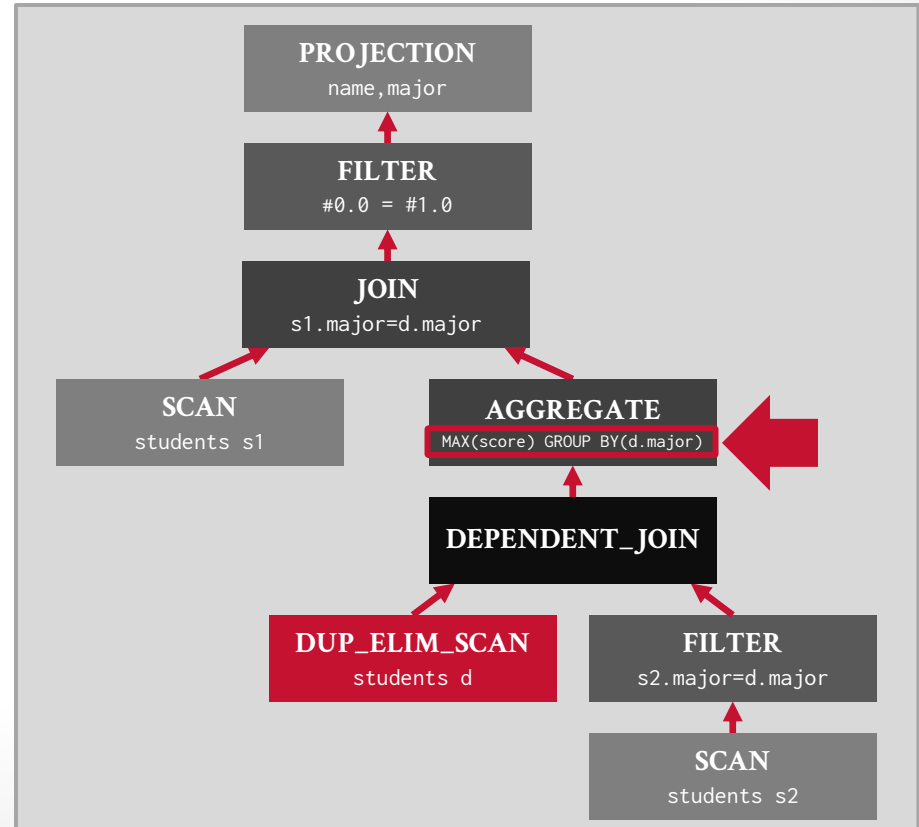 PROJECTION
name,major
FILTER
#0.0 = #1.0
JOIN
s1.major=d.major
SCAN
students s1
AGGREGATE
MAX(score) GROUP BY(d.major)
DEPENDENT_JOIN
DUP_ELIM_SCAN
students d
FILTER
s2.major=d.major
SCAN
students s2